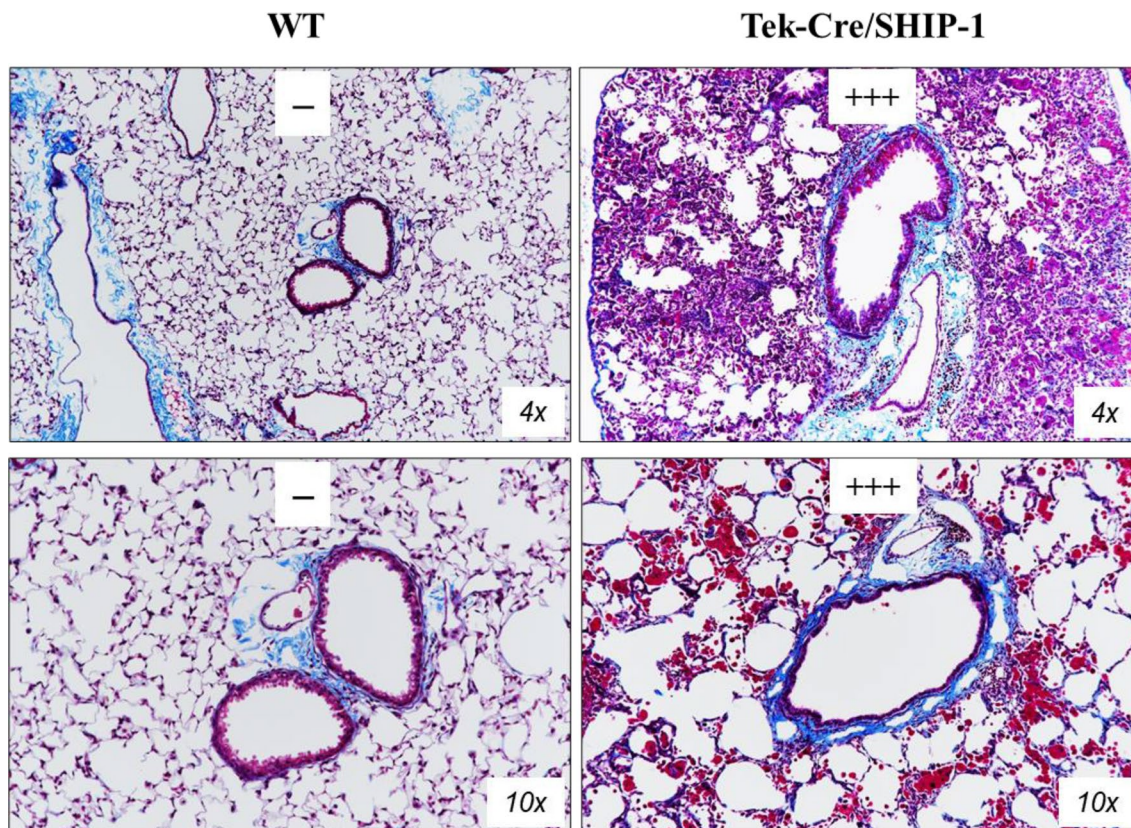 WT Tek-Cre/SHIP-1
– +++
4x 4x
– +++
10x 10x